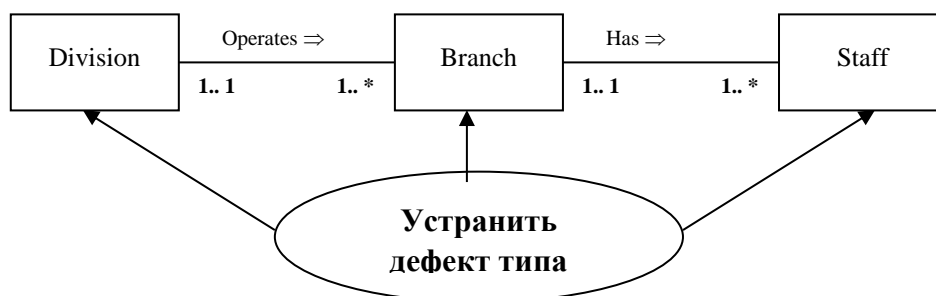 Operates ⇒
Has ⇒
Division
Branch
Staff
1.. 1
1.. *
1.. 1
1.. *
Устранить
дефект типа